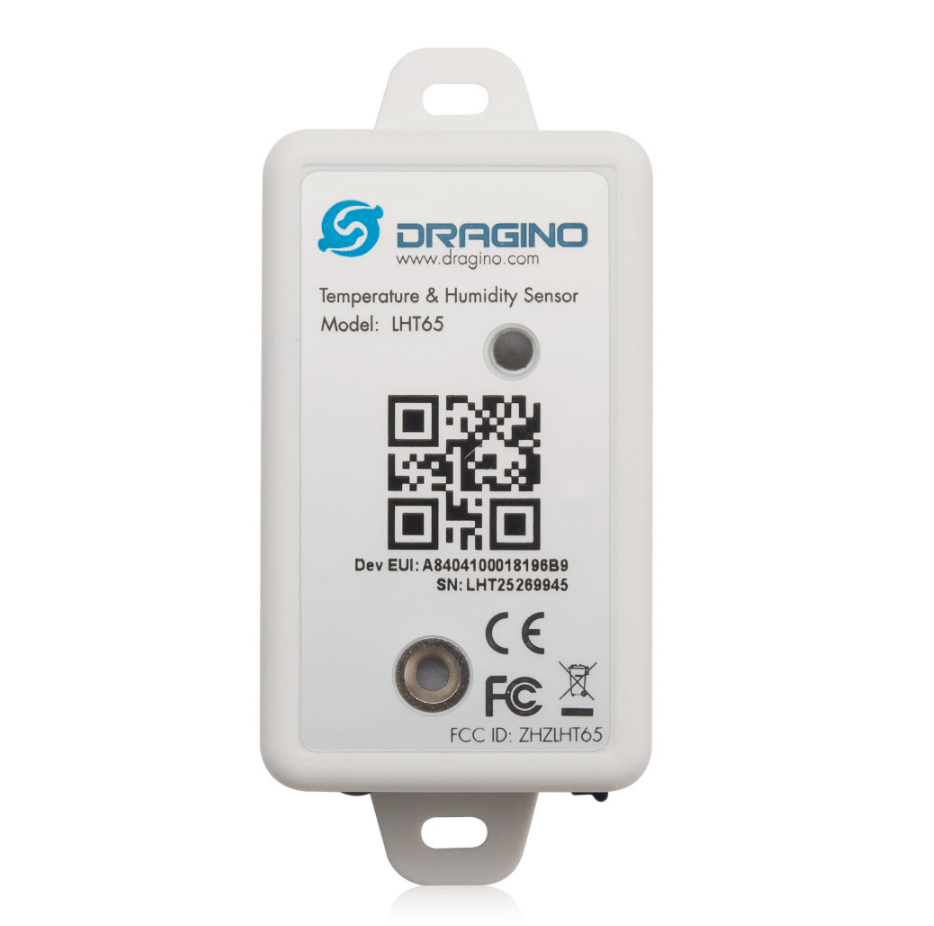 DRAGINO
www.dragino.com
Temperature & Humidity Sensor
Model: LHT65
Dev EUI: A8404100018196B9
SN: LHT25269945
CE
FC
FCC ID: ZHZLHT65